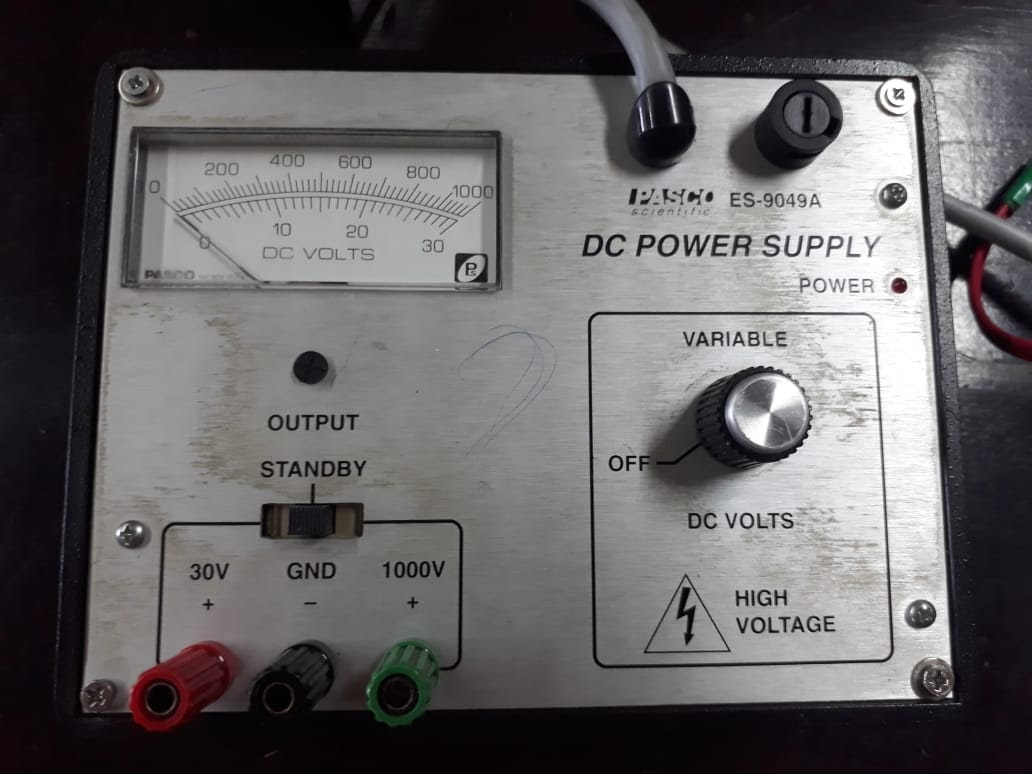 200 400 600 800
0 1000
0 10 20 30
DC VOLTS
PASCO
PASCO ES-9049A
scientific
DC POWER SUPPLY
POWER
VARIABLE
OFF
DC VOLTS
HIGH
VOLTAGE
OUTPUT
STANDBY
30V GND 1000V
+ − +